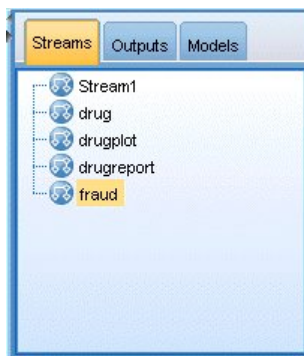 Streams Outputs Models
Stream1
drug
drugplot
drugreport
fraud